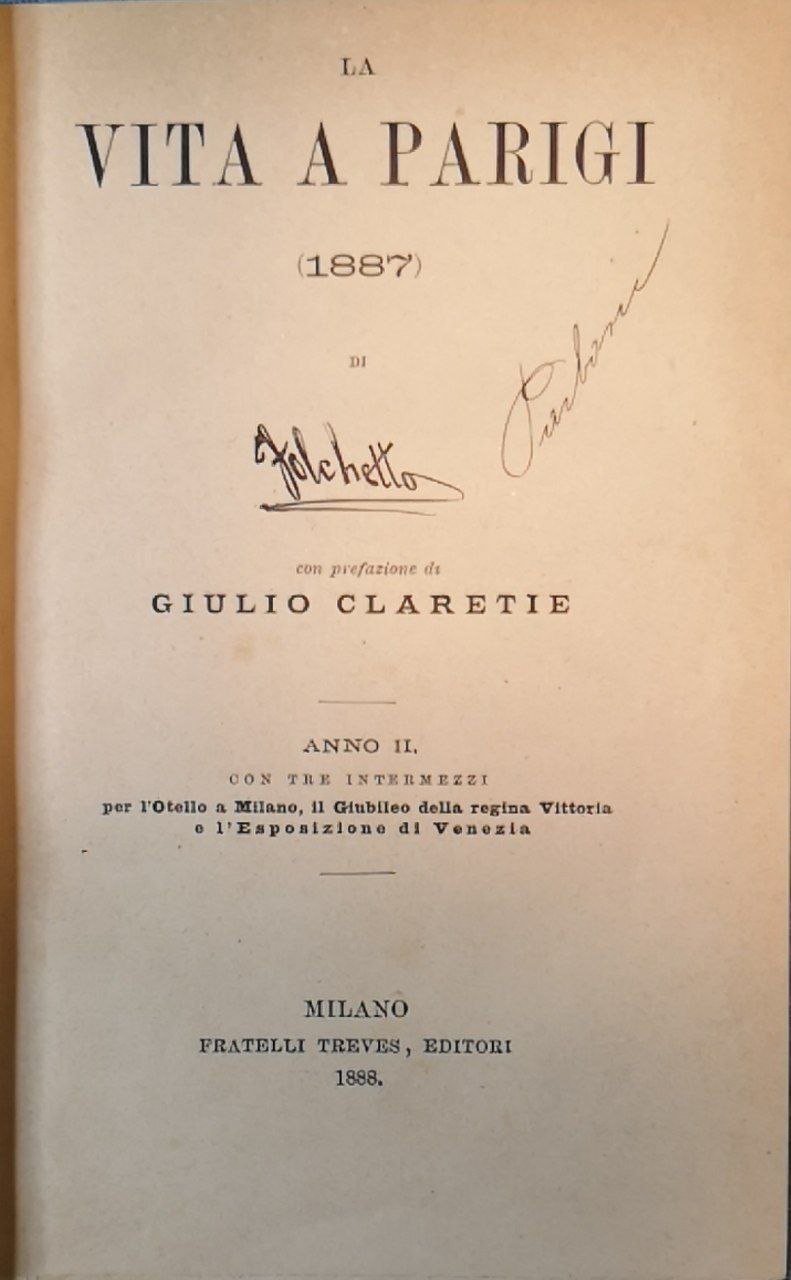 LA
VITA A PARIGI
(1887)
DI
Folchetto
con prefazione di
GIULIO CLARETIE
ANNO II.
CON TRE INTERMEZZI
per l'Otello a Milano, il Giubileo della regina Vittoria
e l'Esposizione di Venezia
MILANO
FRATELLI TREVES, EDITORI
1888.